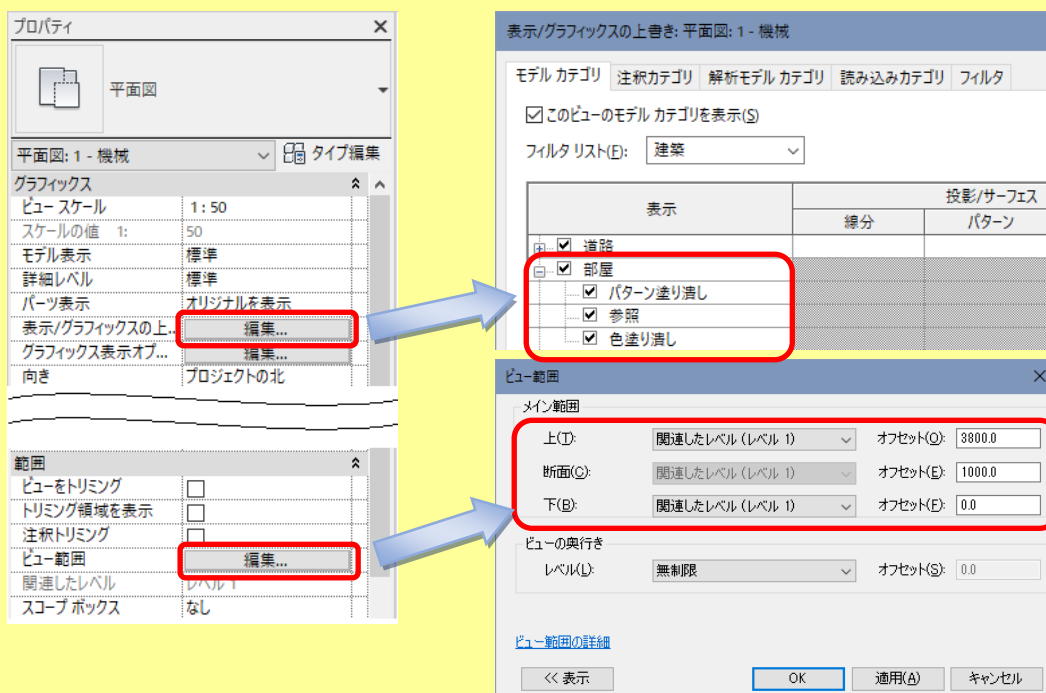 プロパティ
平面図
平面図: 1 - 機械
タイプ編集
グラフィックス
ビュー スケール 1 : 50
スケールの値 1: 50
モデル表示 標準
詳細レベル 標準
パーツ表示 オリジナルを表示
表示/グラフィックスの上... 編集...
グラフィックス表示オプ... 編集...
向き プロジェクトの北
範囲
ビューをトリミング
トリミング領域を表示
注釈トリミング
ビュー範囲 編集...
関連したレベル レベル 1
スコープ ボックス なし
表示/グラフィックスの上書き: 平面図: 1 - 機械
モデル カテゴリ 注釈カテゴリ 解析モデル カテゴリ 読み込みカテゴリ フィルタ
このビューのモデル カテゴリを表示(S)
フィルタ リスト(F): 建築
表示 投影/サーフェス
線分 パターン
道路
部屋
パターン塗り潰し
参照
色塗り潰し
ビュー範囲
メイン範囲
上(T): 関連したレベル (レベル 1) オフセット(O): 3800.0
断面(C): 関連したレベル (レベル 1) オフセット(E): 1000.0
下(B): 関連したレベル (レベル 1) オフセット(F): 0.0
ビューの奥行き
レベル(L): 無制限 オフセット(S): 0.0
ビュー範囲の詳細
<< 表示 OK 適用(A) キャンセル